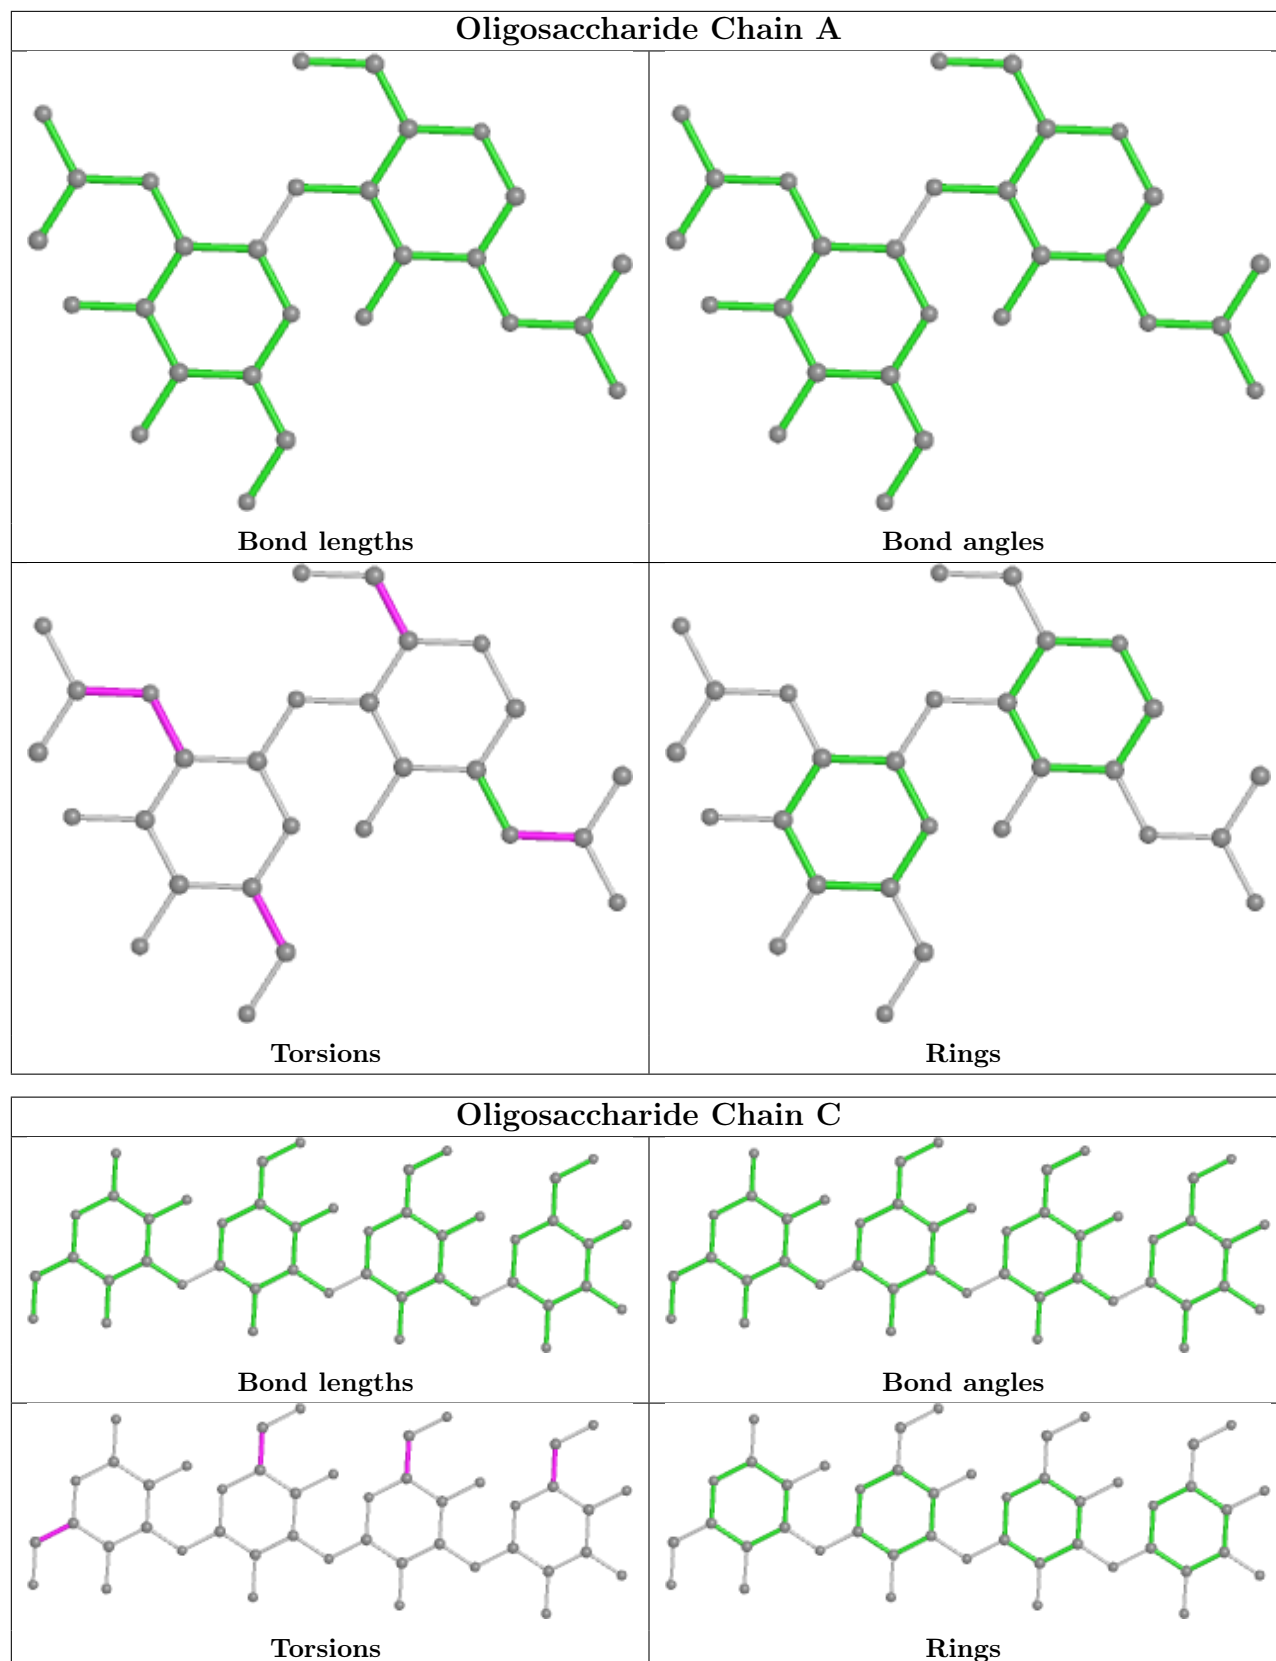 Oligosaccharide Chain A
Bond lengths
Bond angles
Torsions
Rings
Oligosaccharide Chain C
Bond lengths
Bond angles
Torsions
Rings